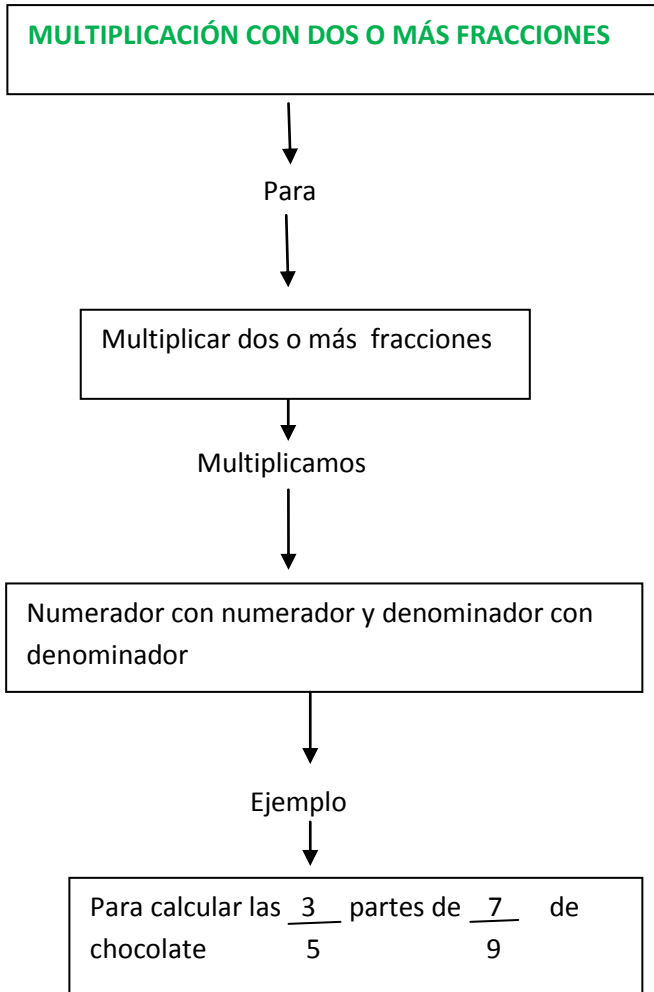 MULTIPLICACIÓN CON DOS O MÁS FRACCIONES
Para
Multiplicar dos o más fracciones
Multiplicamos
Numerador con numerador y denominador con
denominador
Ejemplo
Para calcular las 3 partes de 7 de
chocolate 5 9